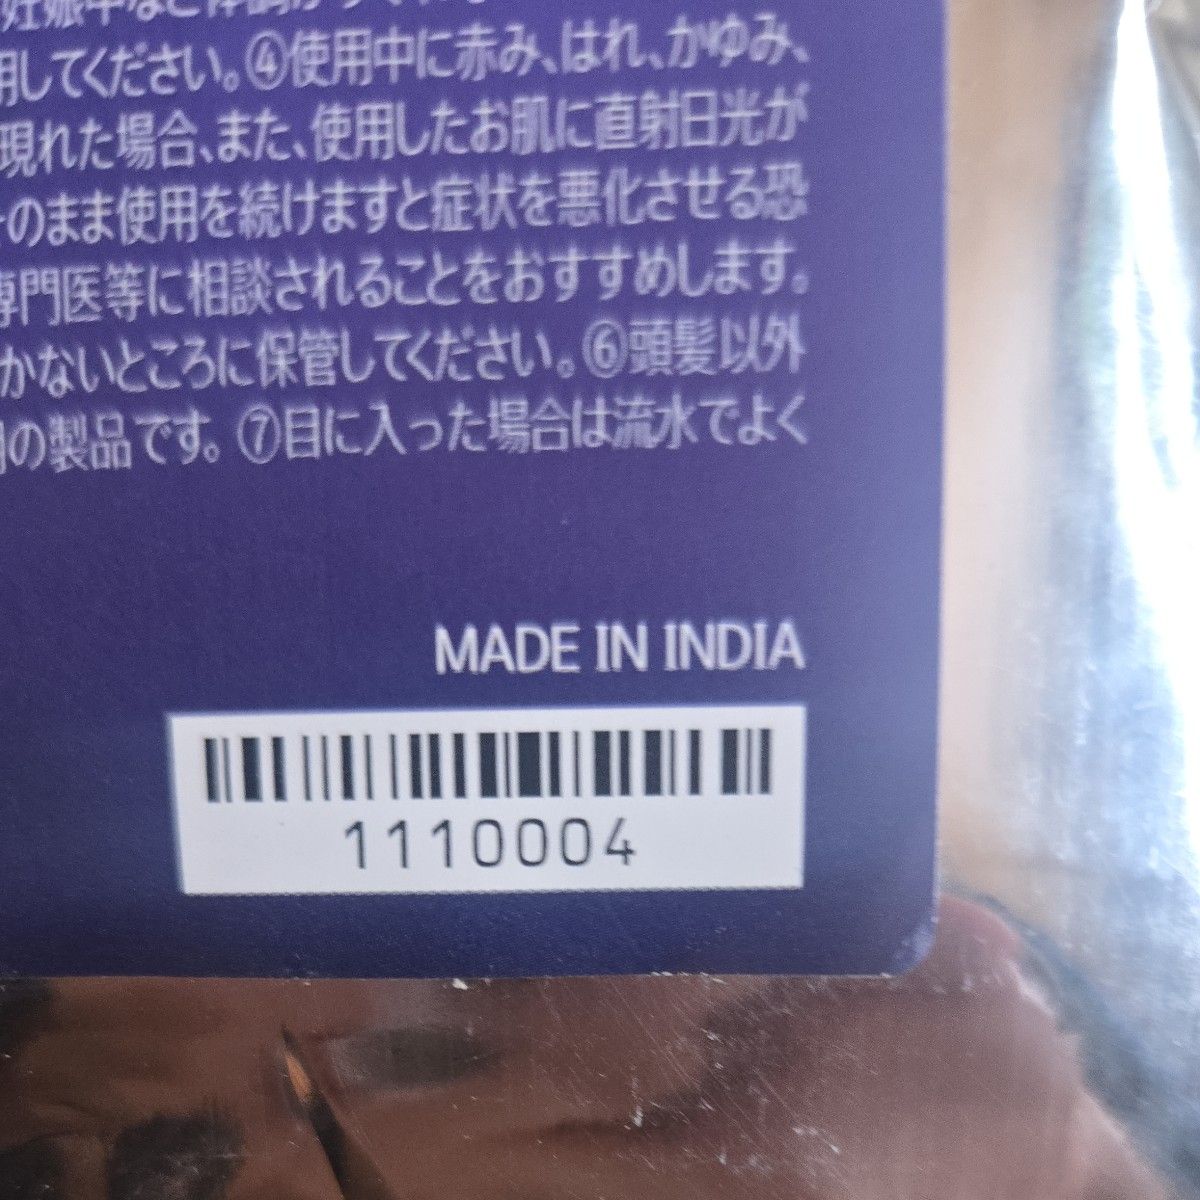 用してください。④使用中に赤み、はれ、かゆみ、
現れた場合、また、使用したお肌に直射日光が
そのまま使用を続けますと症状を悪化させる恐
専門医等に相談されることをおすすめします。
かないところに保管してください。⑥頭髪以外
用の製品です。⑦目に入った場合は流水でよく
MADE IN INDIA
1110004